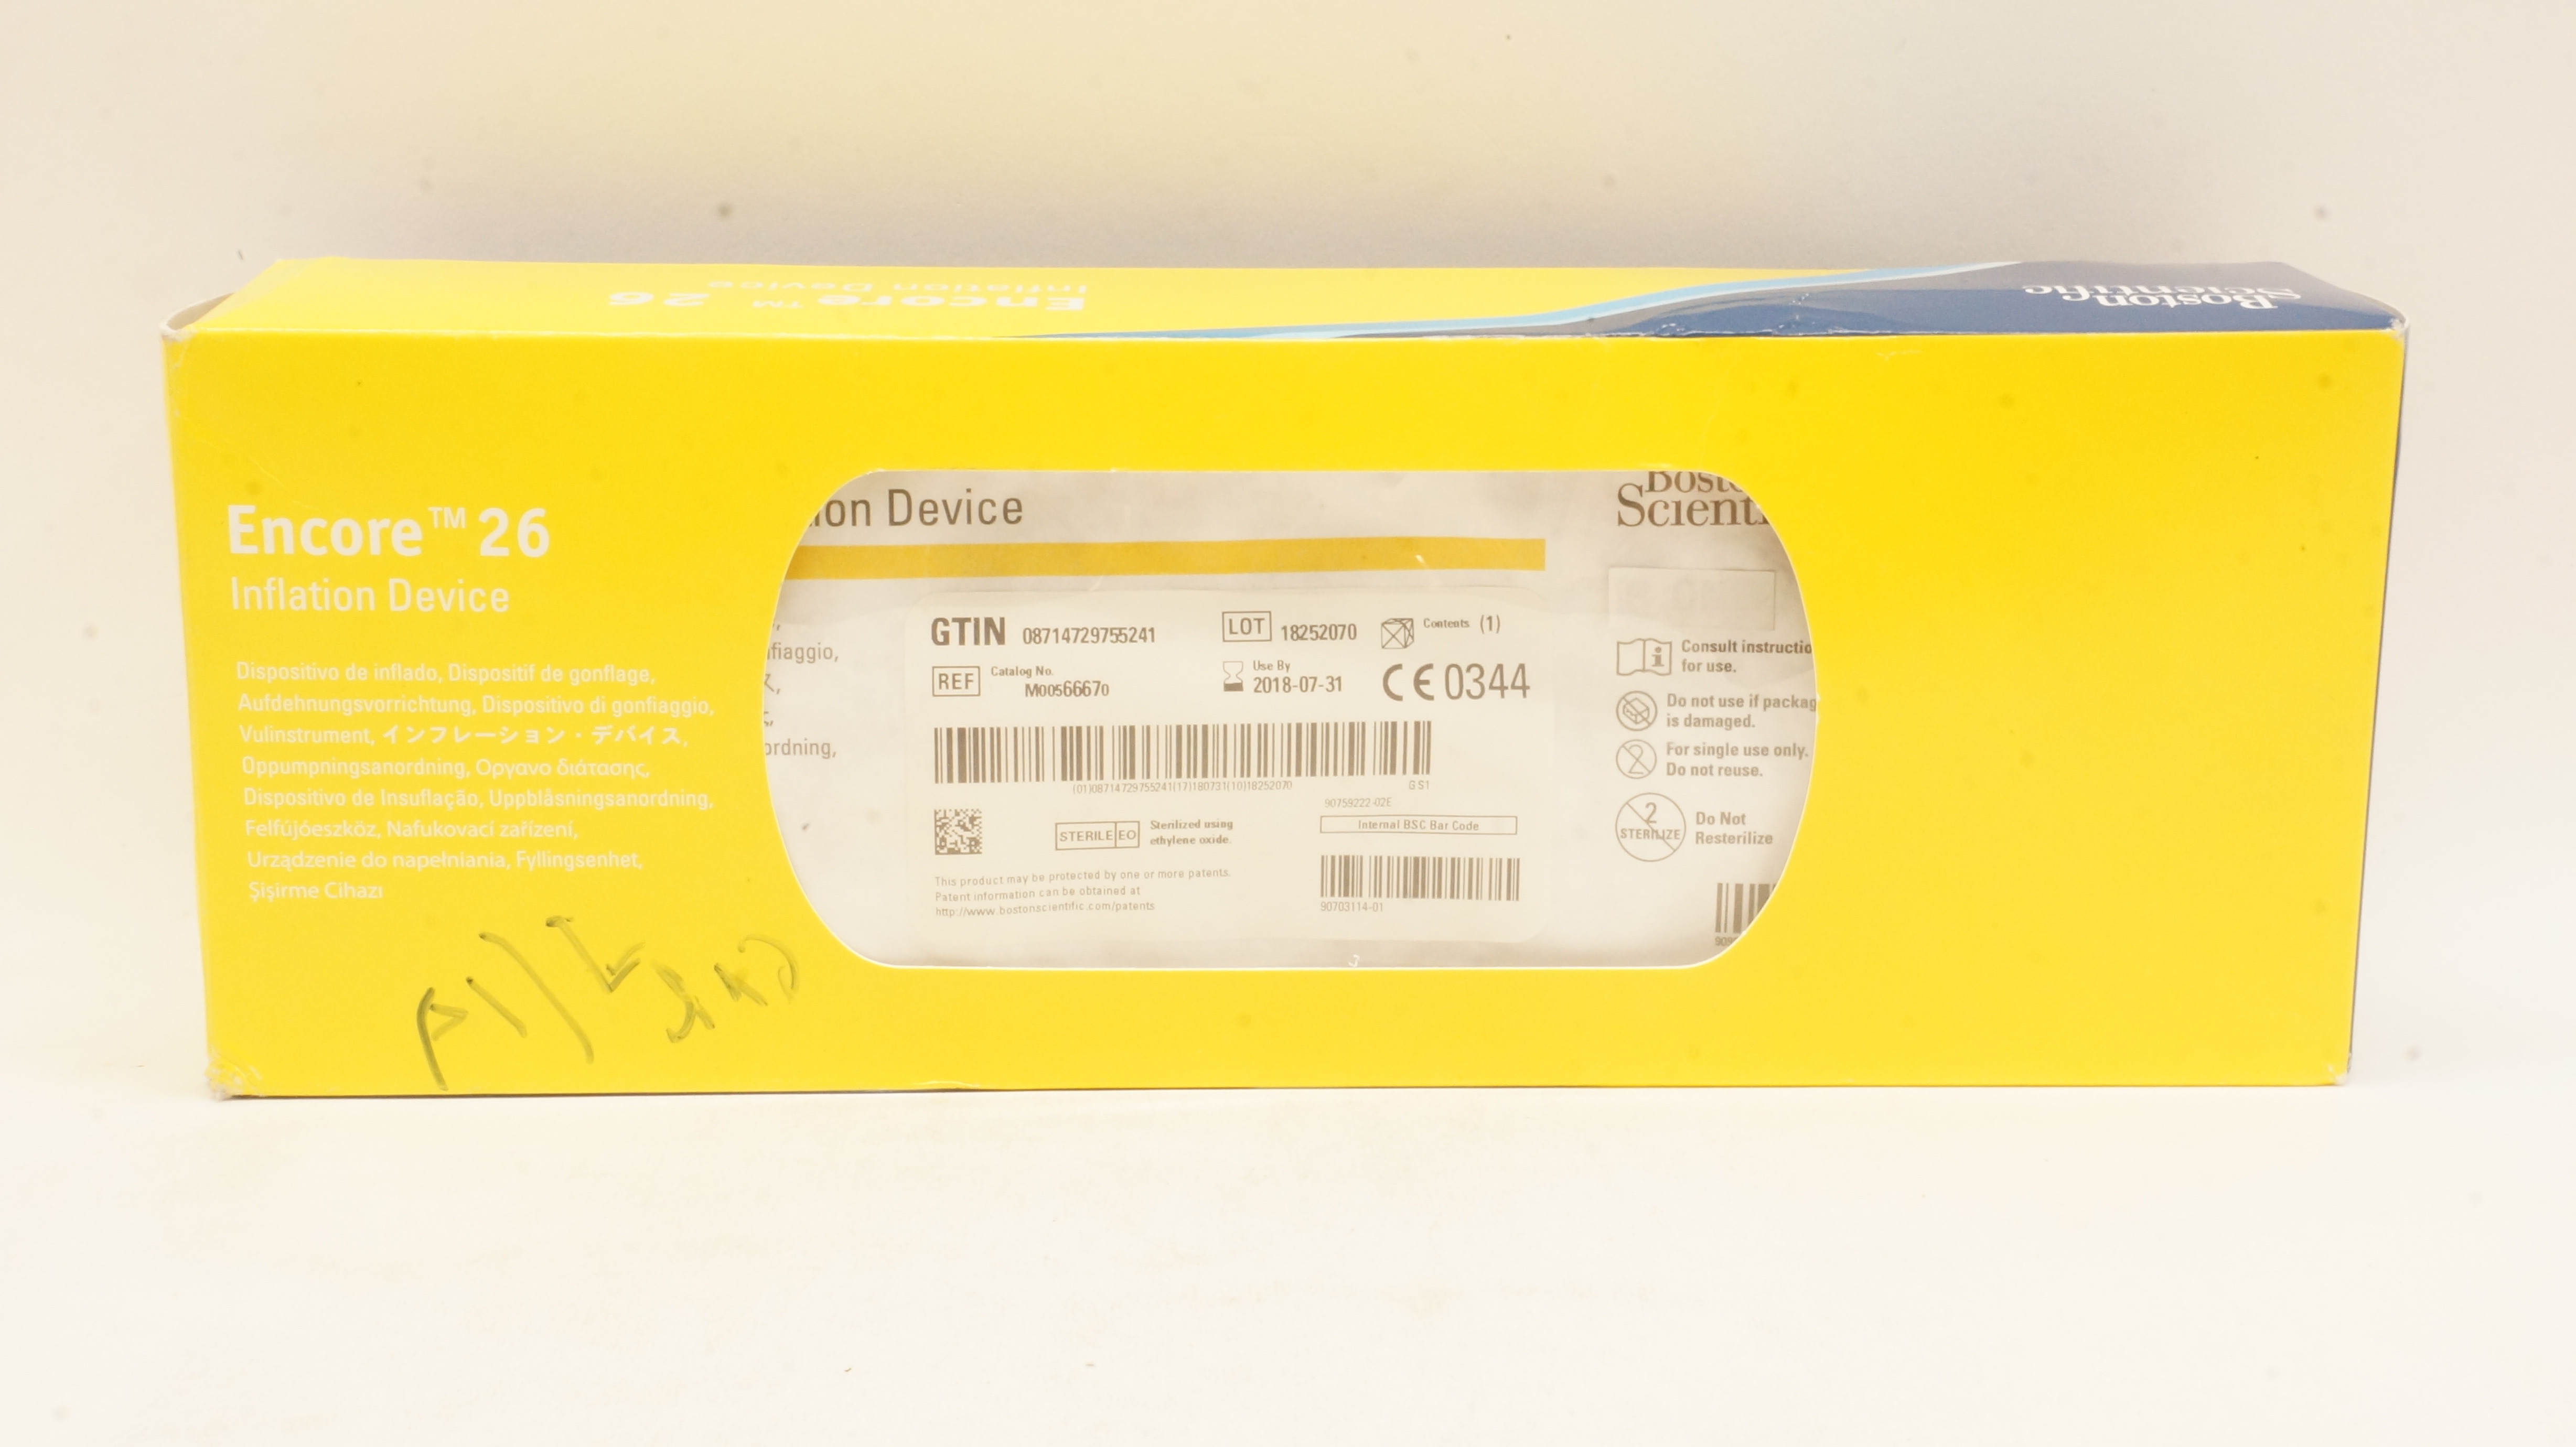 Encore™ 26
Inflation Device
Boston
Scientific
Encore™ 26
Inflation Device
Dispositivo de inflado, Dispositif de gonflage,
Aufdehnungsvorrichtung, Dispositivo di gonfiaggio,
Vulinstrument, インフレーション・デバイス,
Oppumpningsanordning, Οργανο διάτασης,
Dispositivo de Insuflação, Uppblåsningsanordning,
Felfújóeszköz, Nafukovací zařízení,
Urządzenie do napełniania, Fyllingsenhet,
Şişirme Cihazı
ion Device
nfiaggio,
ordning,
GTIN 08714729755241
LOT 18252070
Contents (1)
REF Catalog No.
M005666670
Use By
2018-07-31
CE 0344
(01)08714729755241(17)180731(10)18252070
GS1
90759222-02E
STERILE EO Sterilized using
ethylene oxide.
Internal BSC Bar Code
This product may be protected by one or more patents.
Patent information can be obtained at
http://www.bostonscientific.com/patents
90703114-01
Bosto
Scienti
Consult instructio
for use.
Do not use if packag
is damaged.
2 For single use only.
Do not reuse.
2
STERILIZE
Do Not
Resterilize